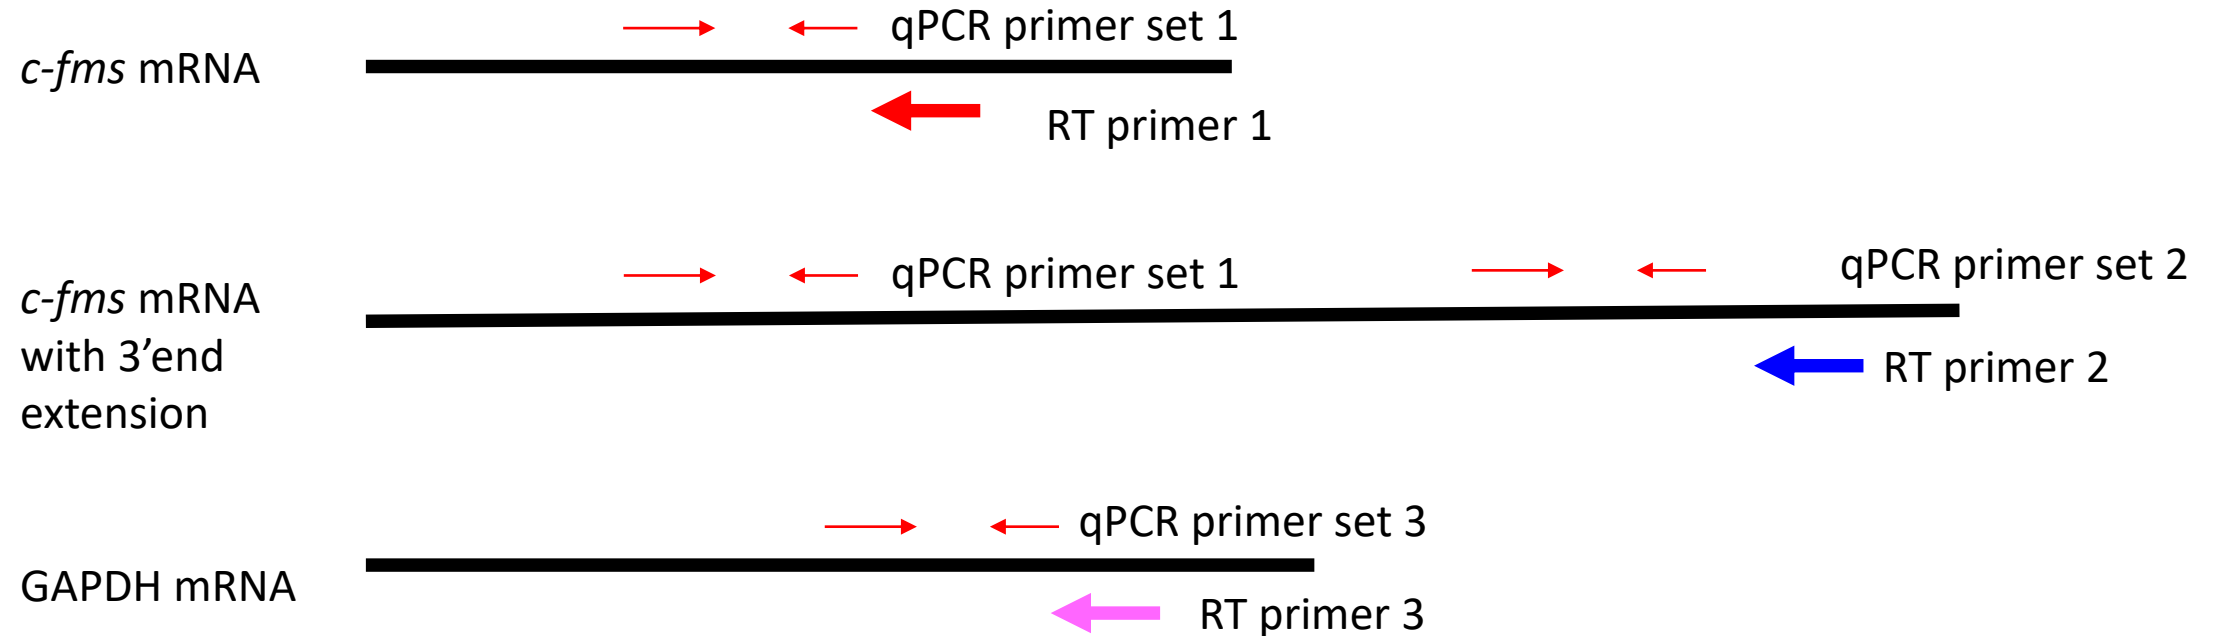 qPCR primer set 1
c-fms mRNA
RT primer 1
qPCR primer set 1
qPCR primer set 2
c-fms mRNA
with 3’end
extension
RT primer 2
qPCR primer set 3
GAPDH mRNA
RT primer 3